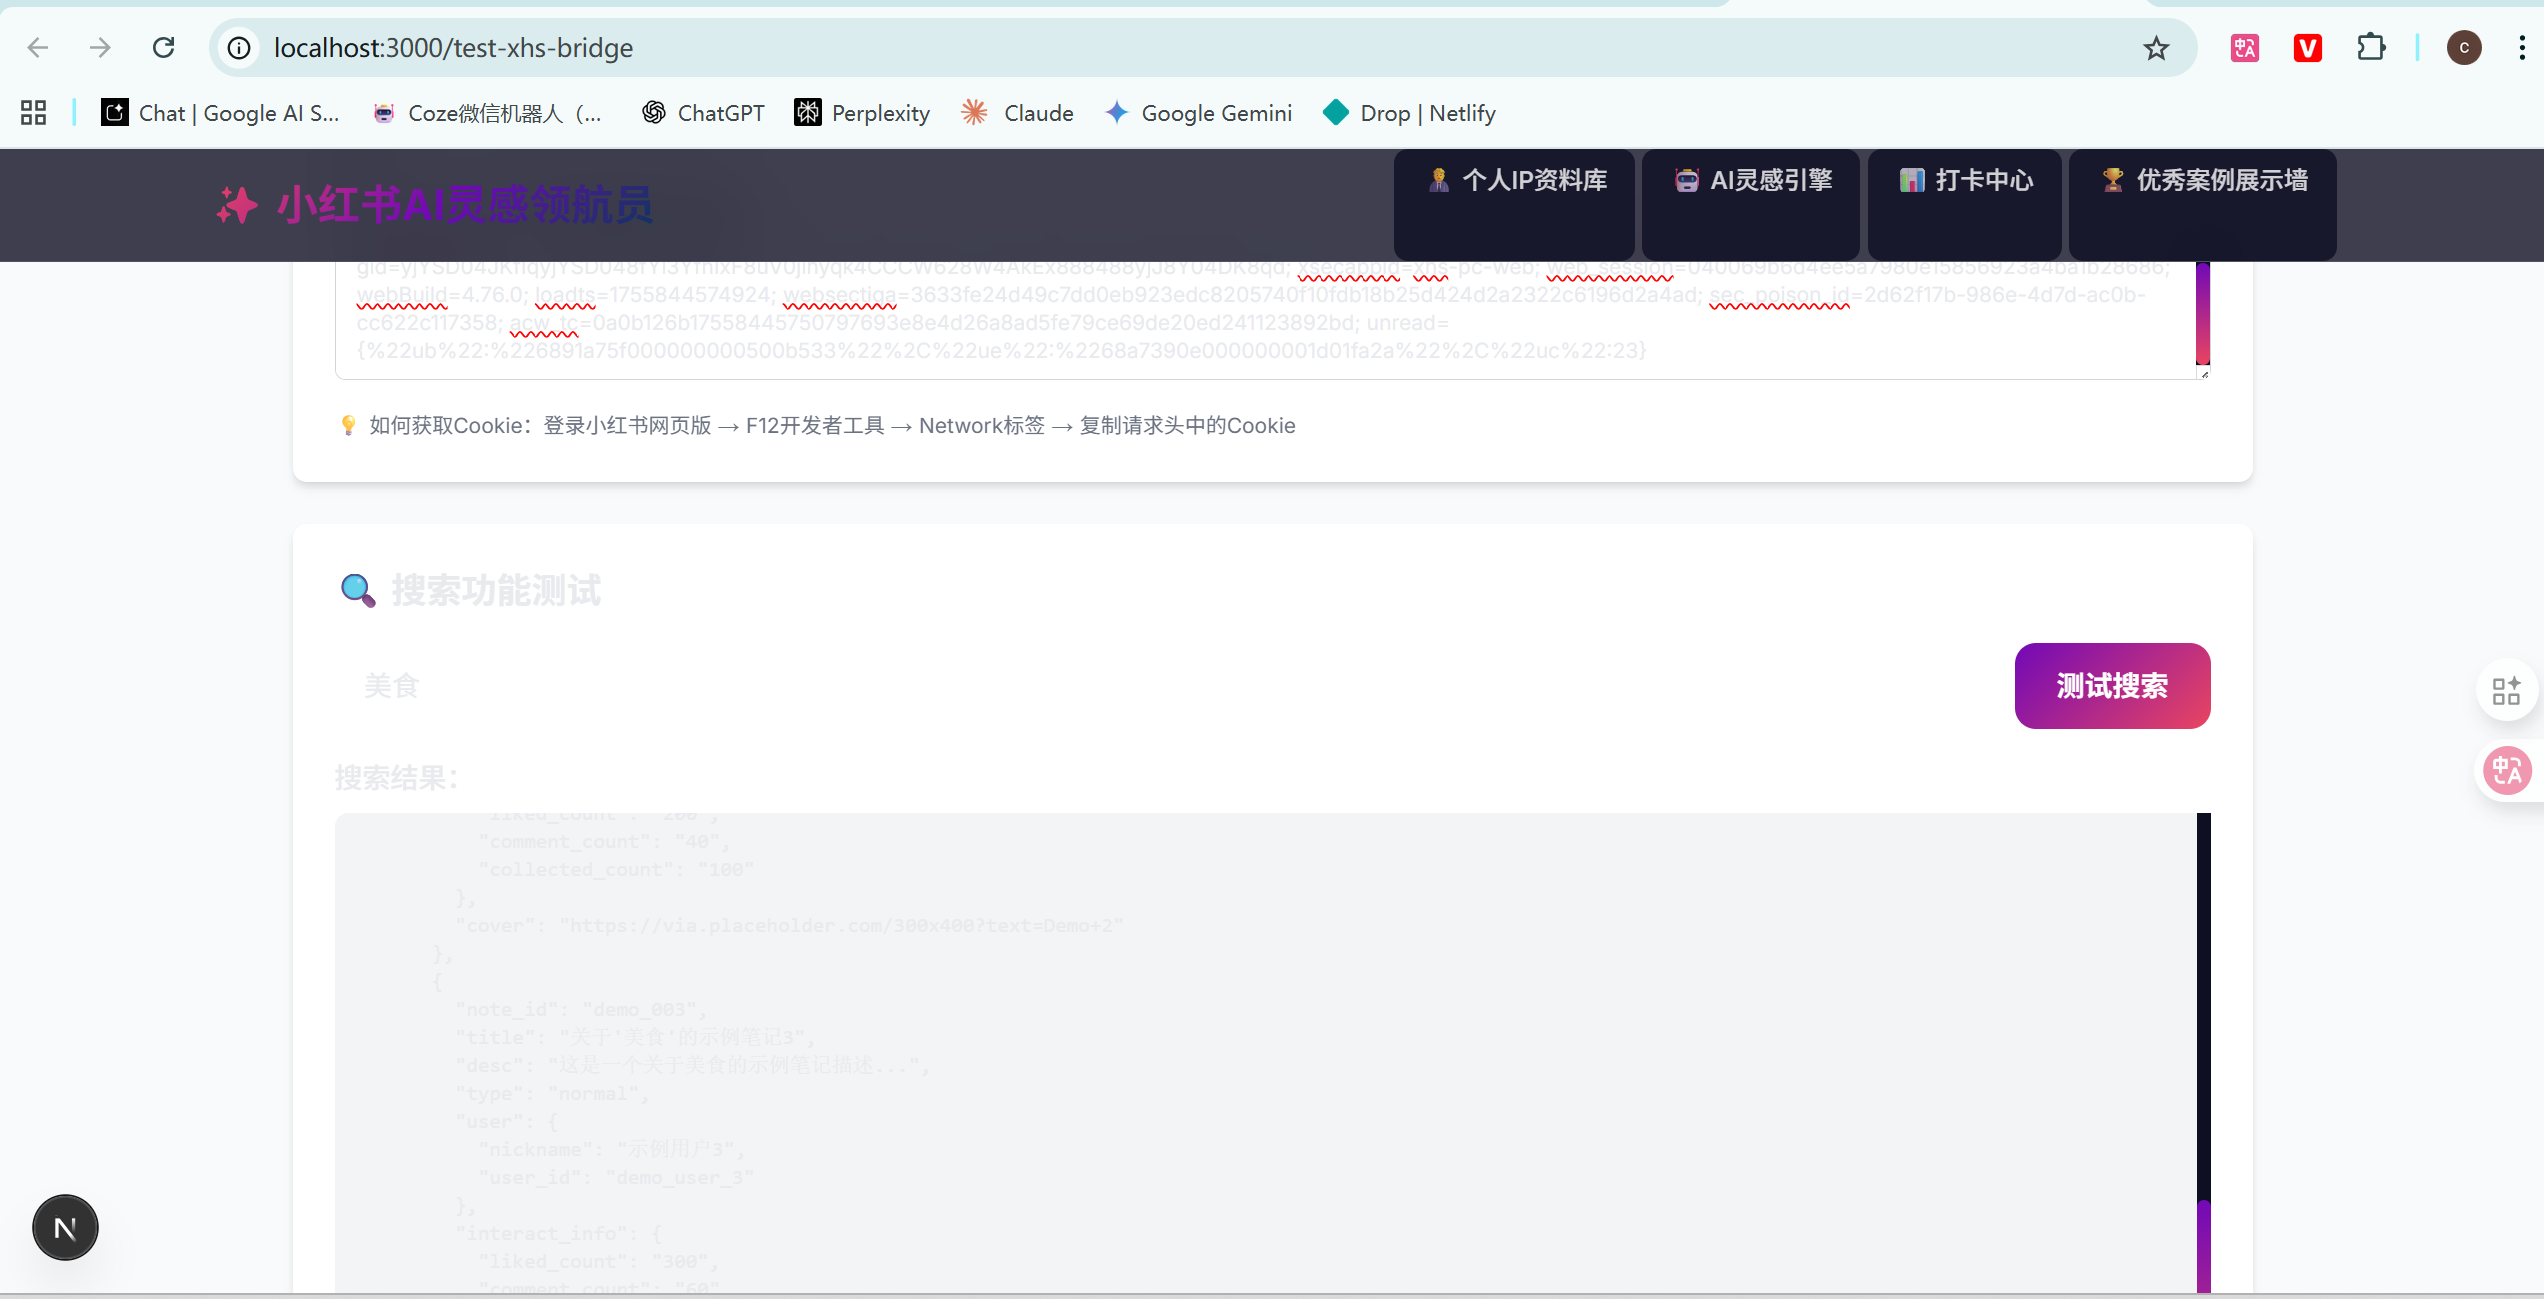 localhost:3000/test-xhs-bridge
C
Chat | Google AI S...
Coze微信机器人（...
ChatGPT
Perplexity
Claude
Google Gemini
Drop | Netlify
小红书AI灵感领航员
个人IP资料库
AI灵感引擎
打卡中心
优秀案例展示墙
xsecappid=xhs-pc-web; web_session=040069b6d4ee5a7980e15856923a4ba1b28686;
webBuild=4.76.0; loadts=1755844574924; websectiga=3633fe24d49c7dd0eb923edc8205740f10fdb18b25d424d2a2322c6196d2a4ad; sec_poison_id=2d62f17b-986e-4d7d-ac0b-
cc622c117358; acw_tc=0a0b126b17558445750797693e8e4d26a8ad5fe79ce69de20ed241123892bd; unread=
{%22ub%22:%226891a75f000000000500b533%22%2C%22ue%22:%2268a7390e000000001d01fa2a%22%2C%22uc%22:23}
如何获取Cookie：登录小红书网页版 → F12开发者工具 → Network标签 → 复制请求头中的Cookie
搜索功能测试
美食
测试搜索
搜索结果：
"liked_count": "200",
"comment_count": "40",
"collected_count": "100"
},
"cover": "https://via.placeholder.com/300x400?text=Demo+2"
},
{
"note_id": "demo_003",
"title": "关于'美食'的示例笔记3",
"desc": "这是一个关于美食的示例笔记描述...",
"type": "normal",
"user": {
"nickname": "示例用户3",
"user_id": "demo_user_3"
},
"interact_info": {
"liked_count": "300",
"comment_count": "60"
N